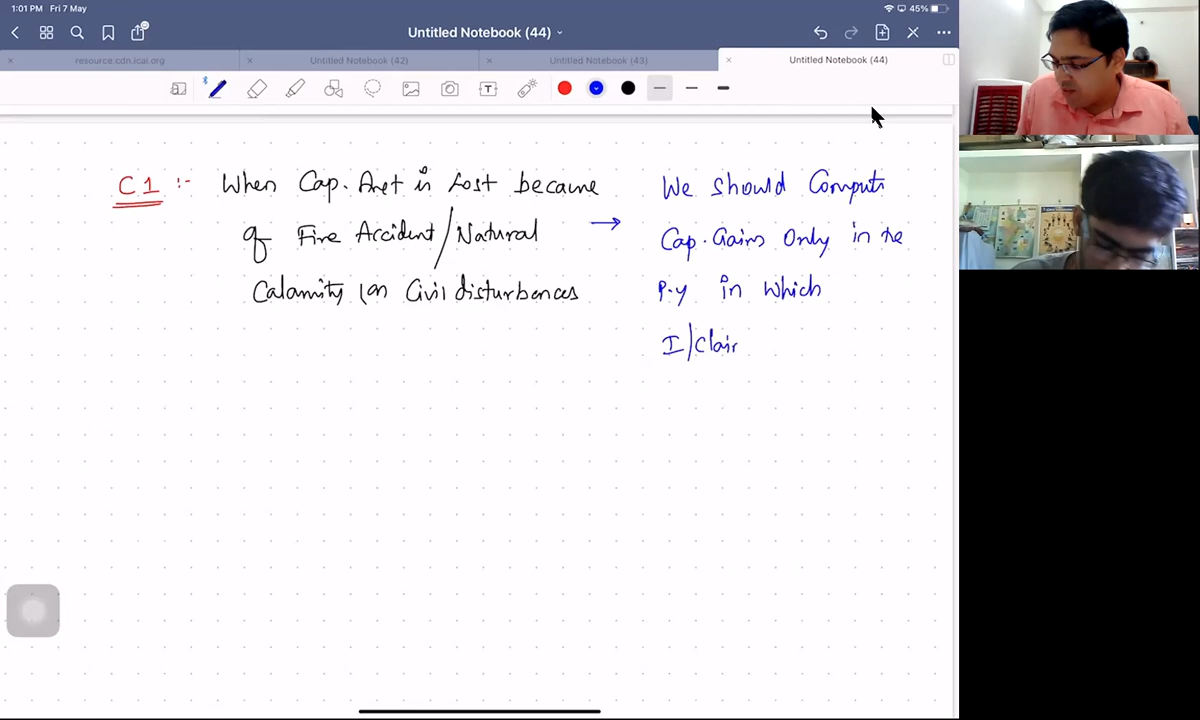 1:01 PM Fri 7 May
45%
Untitled Notebook (44)
resource.cdn.icai.org
Untitled Notebook (42)
Untitled Notebook (43)
Untitled Notebook (44)
C1 :- When Cap. Asset is Lost because
of Fire Accident/Natural
Calamity (or Civil disturbences
→ We Should Compute
Cap. Gains Only in the
P.y in Which
I/Clair